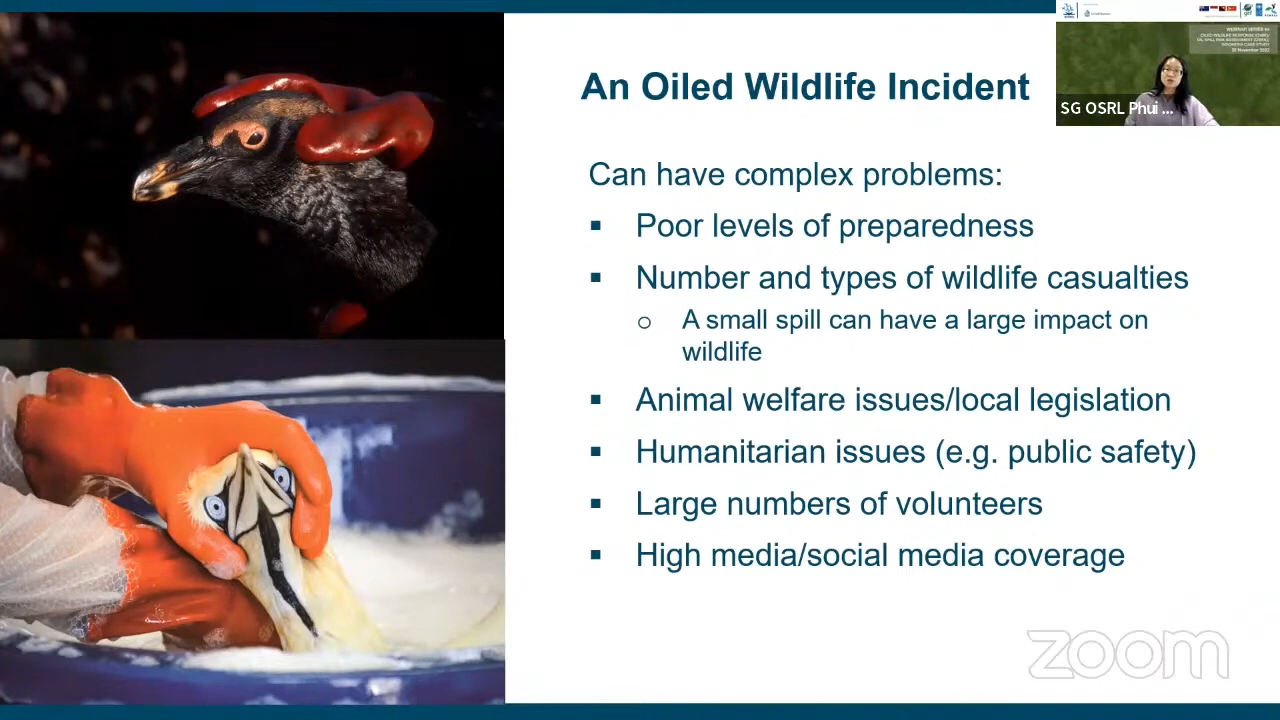 An Oiled Wildlife Incident
Can have complex problems:
▪ Poor levels of preparedness
▪ Number and types of wildlife casualties
o A small spill can have a large impact on
wildlife
▪ Animal welfare issues/local legislation
▪ Humanitarian issues (e.g. public safety)
▪ Large numbers of volunteers
▪ High media/social media coverage
SG OSRL Phui ...
zoom